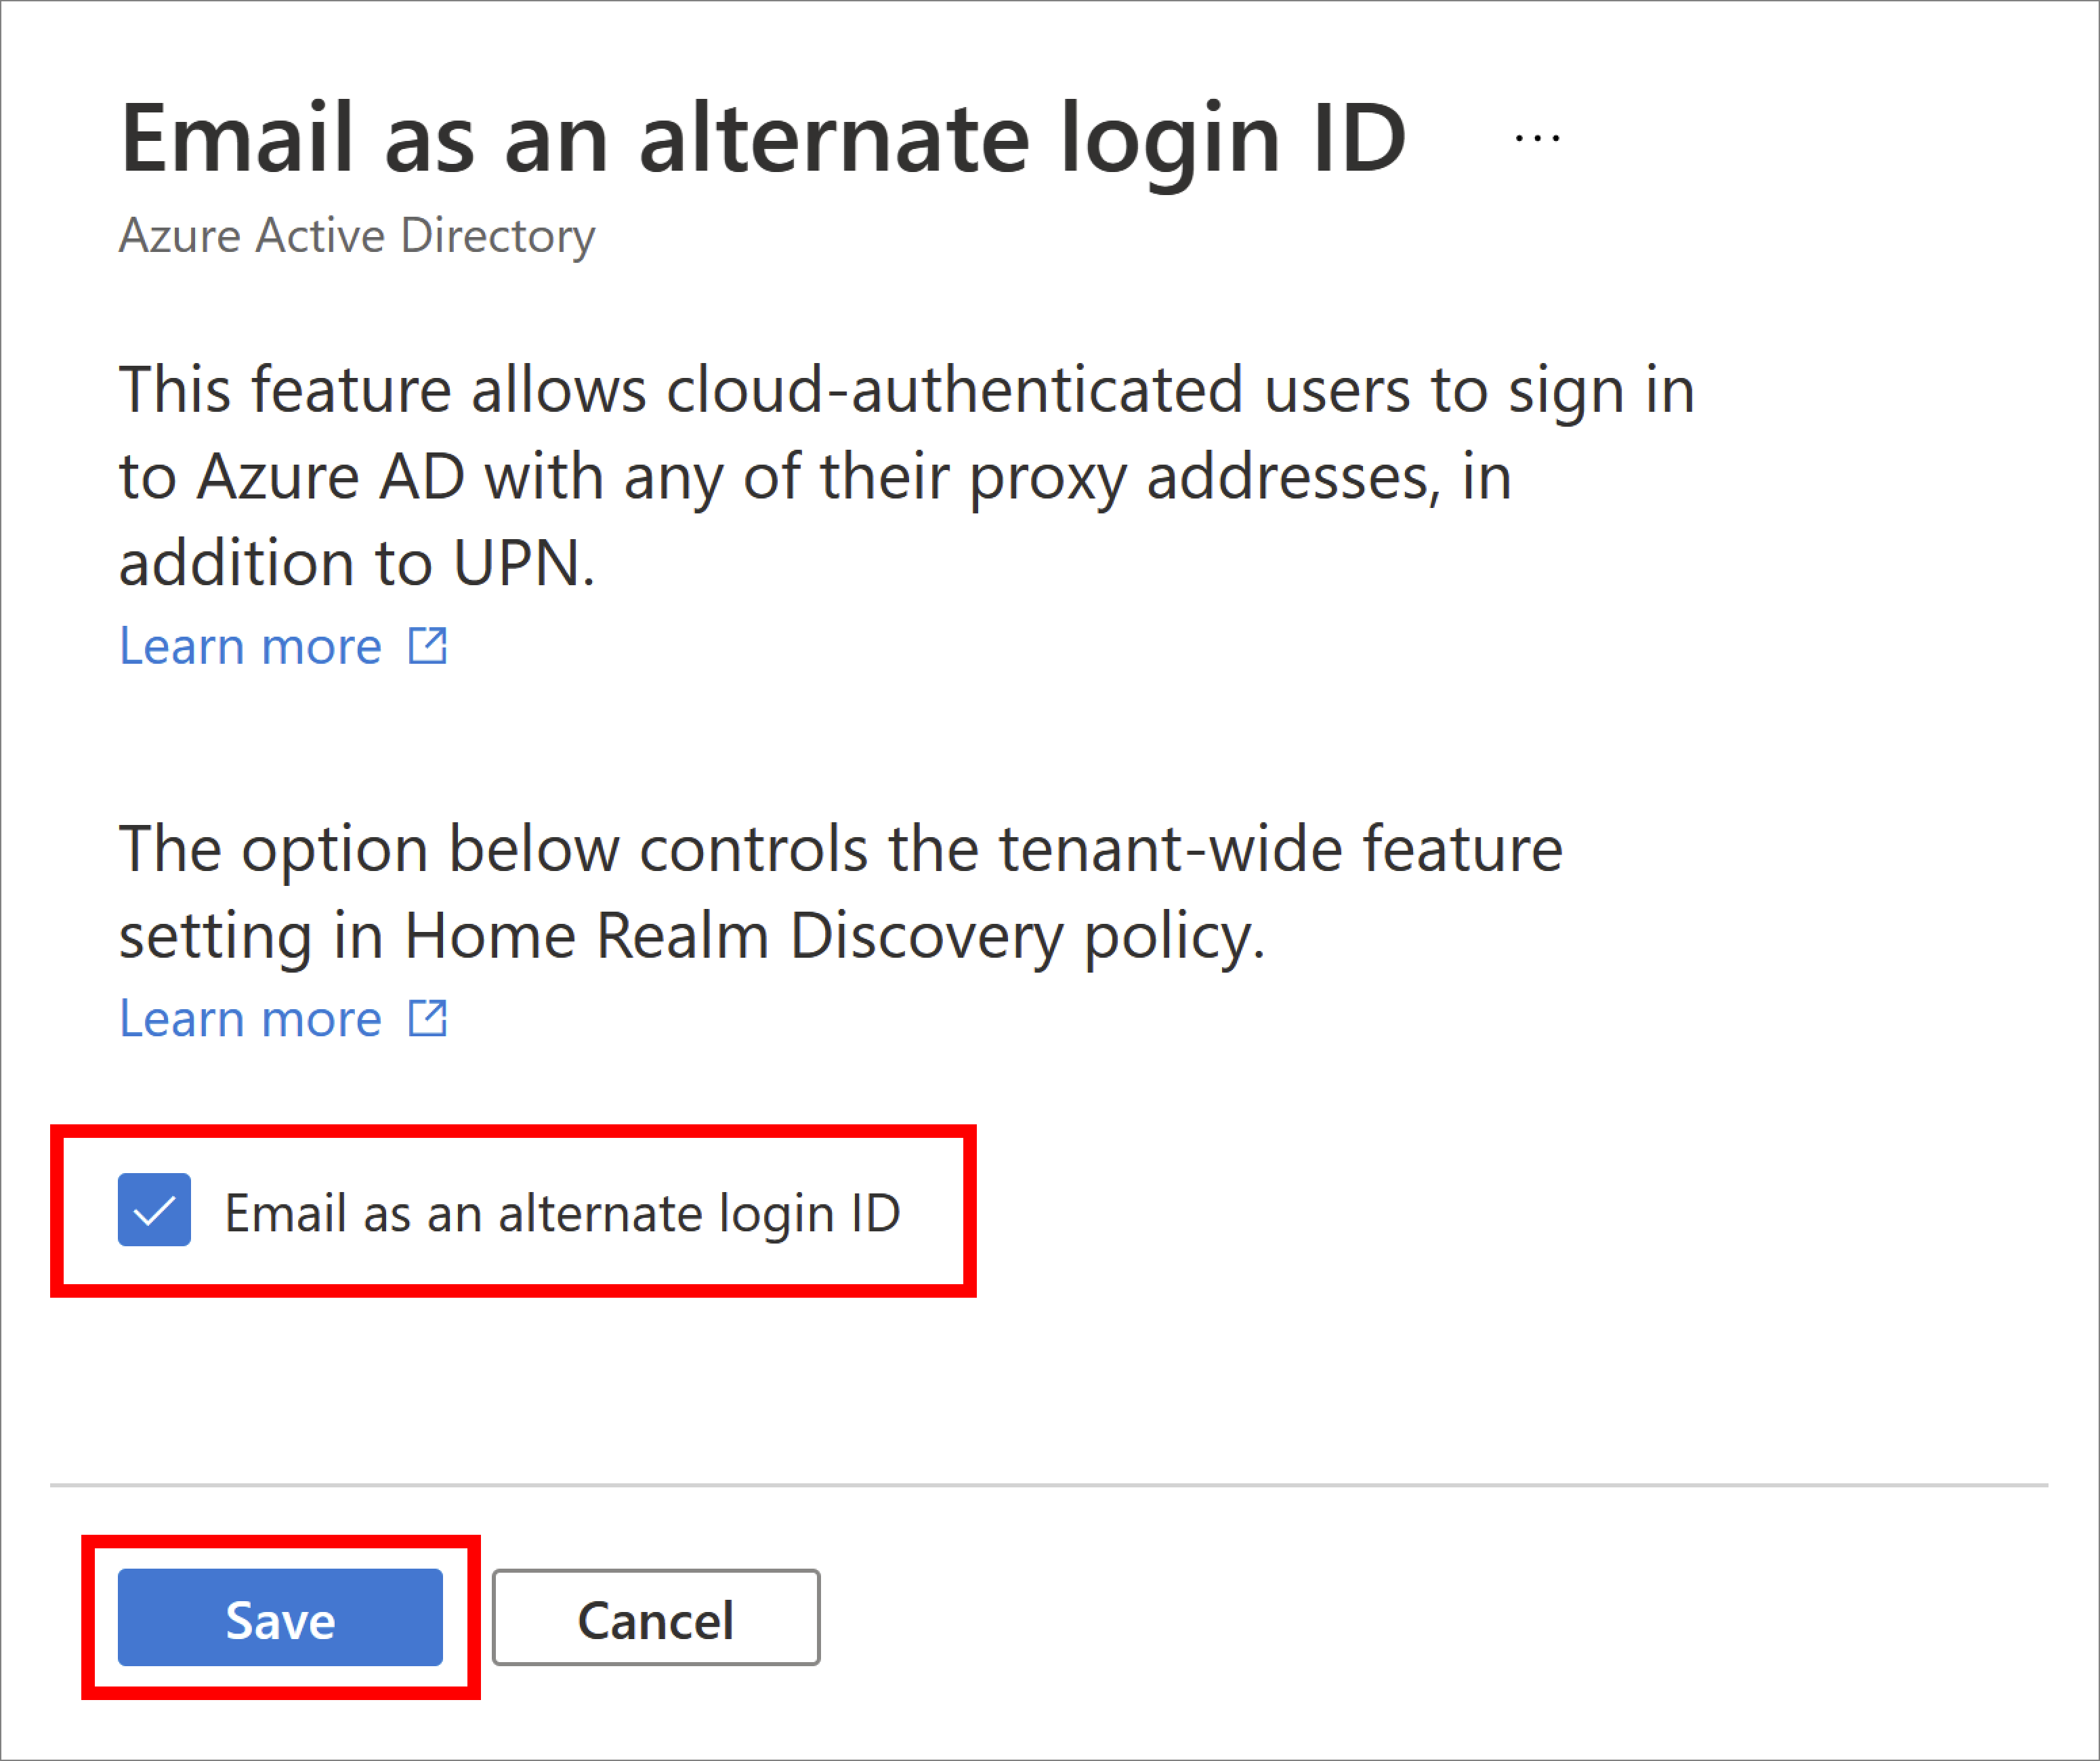 Email as an alternate login ID ...
Azure Active Directory
This feature allows cloud-authenticated users to sign in
to Azure AD with any of their proxy addresses, in
addition to UPN.
Learn more
The option below controls the tenant-wide feature
setting in Home Realm Discovery policy.
Learn more
Email as an alternate login ID
Save Cancel